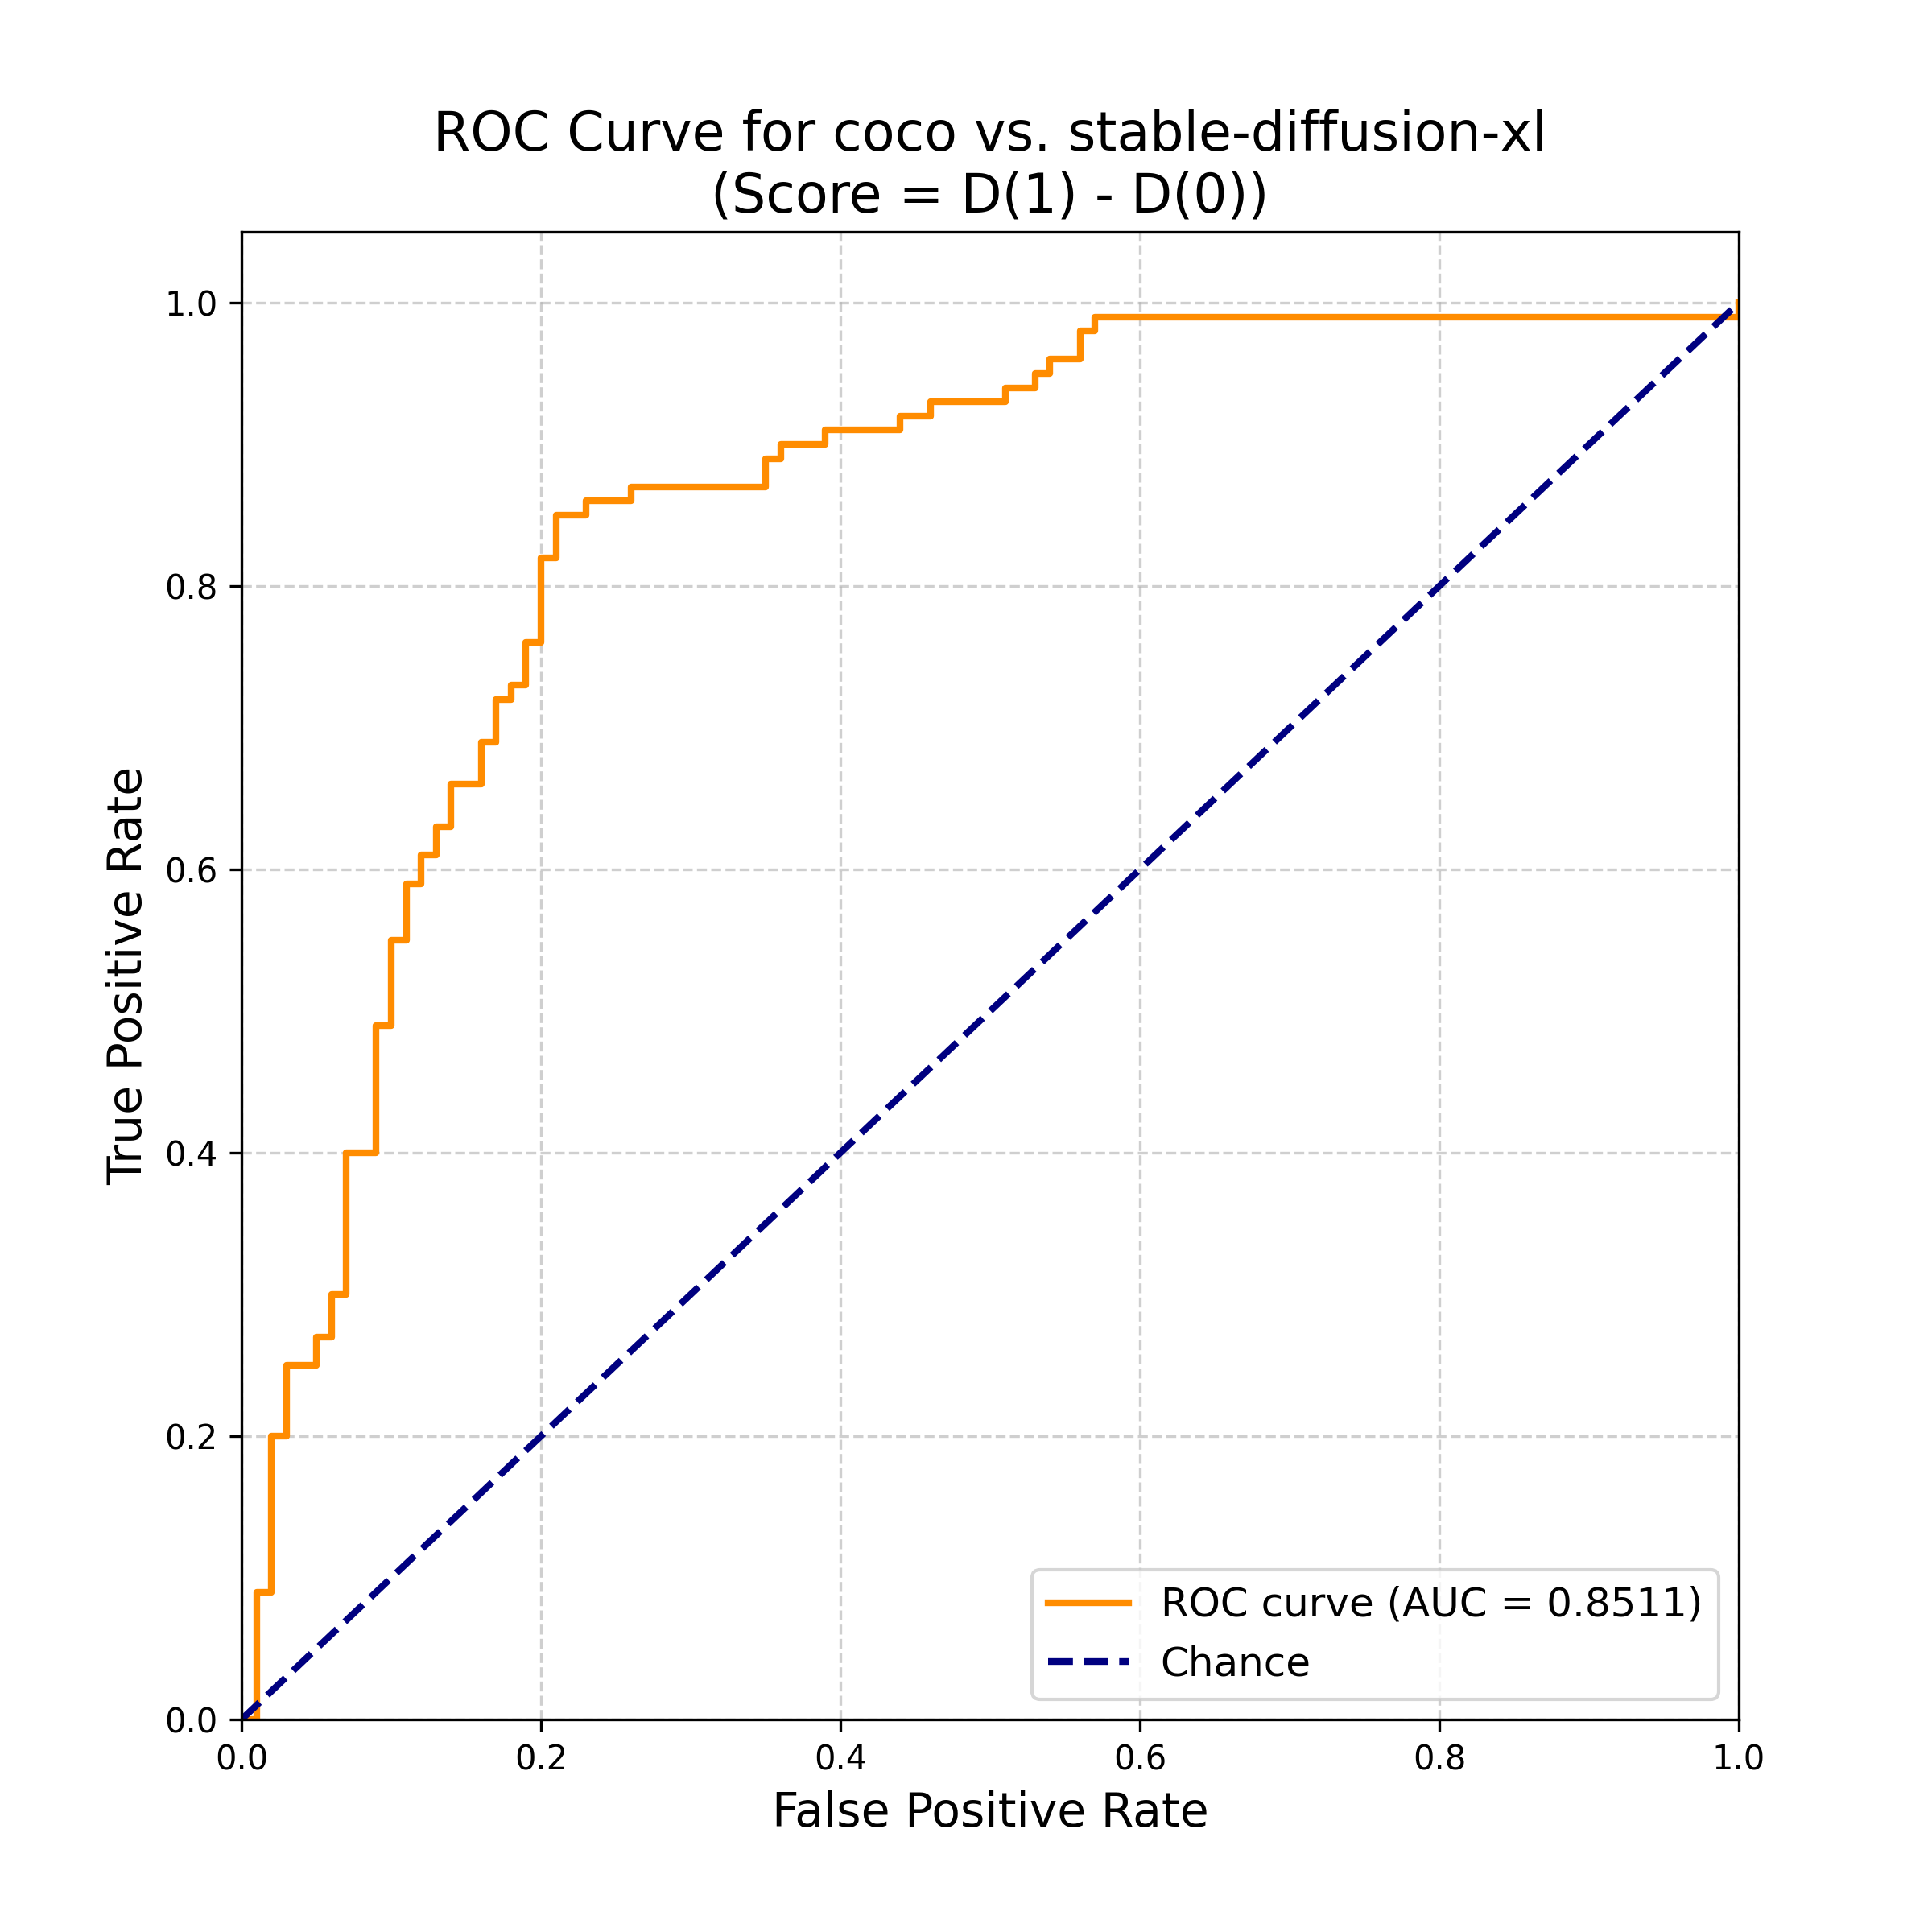 ROC Curve for coco vs. stable-diffusion-xl
(Score = D(1) - D(0))
True Positive Rate
1.0
0.8
0.6
0.4
0.2
0.0
ROC curve (AUC = 0.8511)
Chance
0.0 0.2 0.4 0.6 0.8 1.0
False Positive Rate